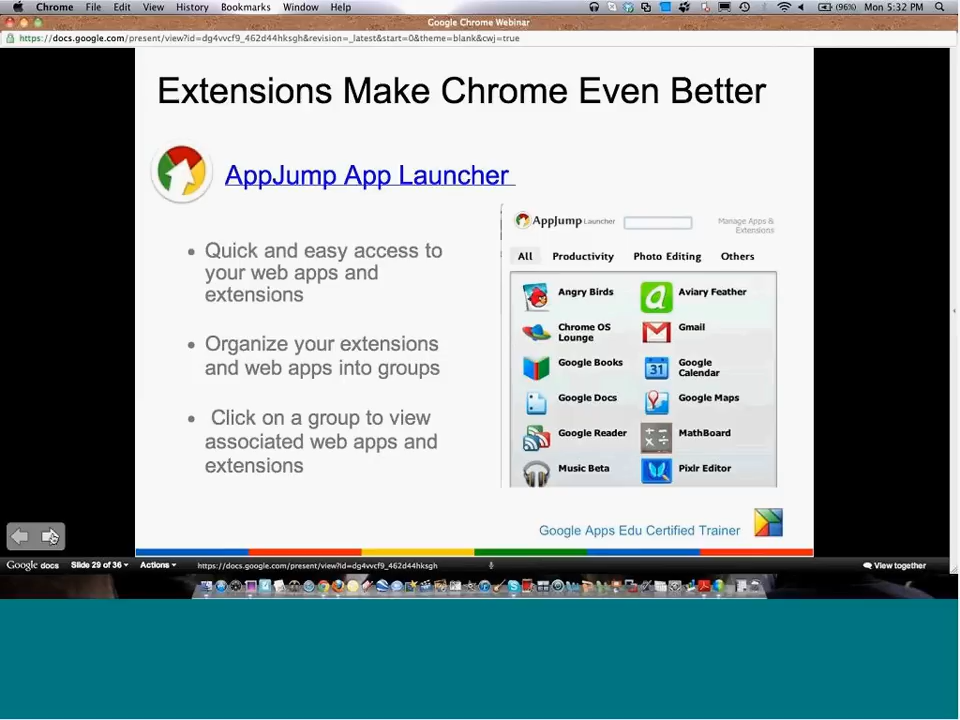 Chrome File Edit View History Bookmarks Window Help (96%) Mon 5:32 PM
Google Chrome Webinar
https://docs.google.com/present/view?id=dg4vvcf9_462d44hksgh&revision=_latest&start=0&theme=blank&cwj=true
Extensions Make Chrome Even Better
AppJump App Launcher
Quick and easy access to
your web apps and
extensions
Organize your extensions
and web apps into groups
Click on a group to view
associated web apps and
extensions
AppJump Launcher
Manage Apps &
Extensions
All Productivity Photo Editing Others
Angry Birds
Aviary Feather
Chrome OS
Lounge
Gmail
Google Books
31
Google
Calendar
Google Docs
Google Maps
Google Reader
MathBoard
Music Beta
Pixlr Editor
Google Apps Edu Certified Trainer
Google docs Slide 29 of 36 Actions https://docs.google.com/present/view?id=dg4vvcf9_462d44hksgh View together